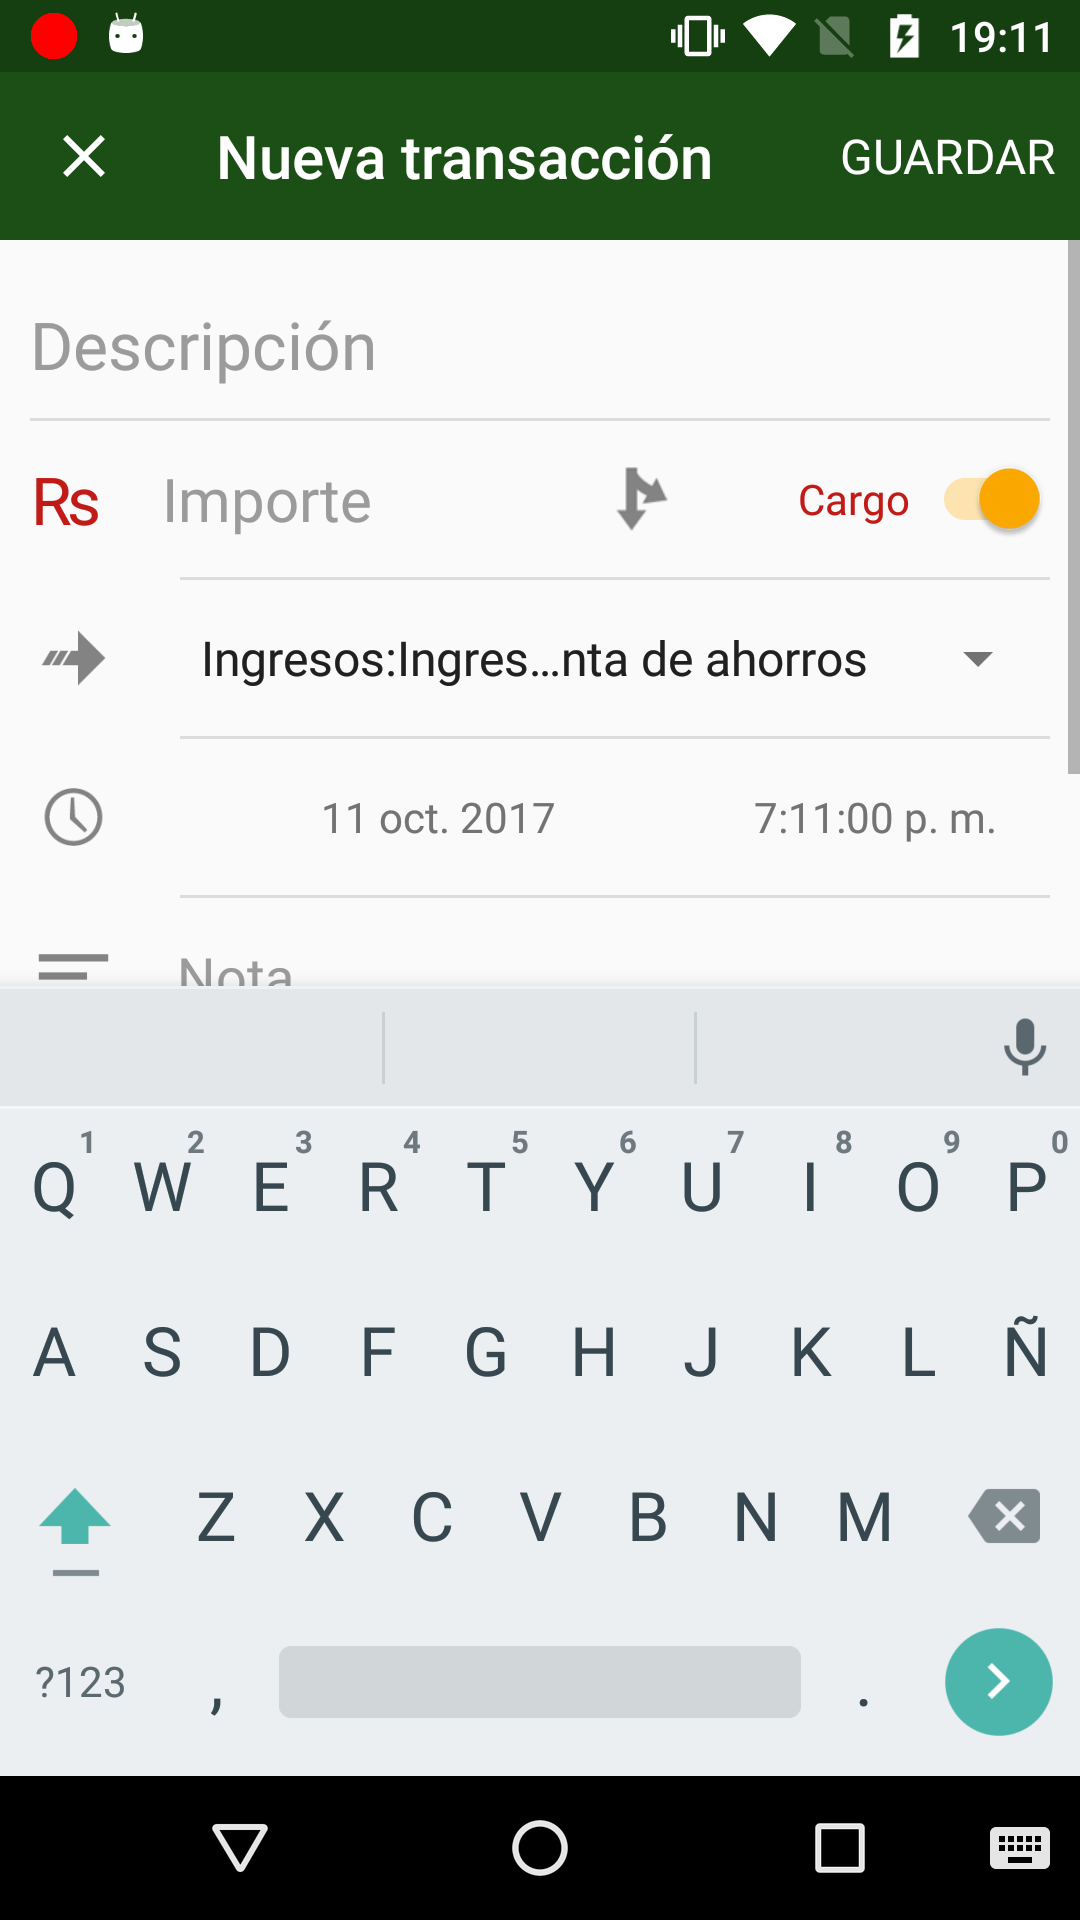 19:11
Nueva transacción GUARDAR
Descripción
Rs Importe Cargo
Ingresos:Ingres…nta de ahorros
11 oct. 2017 7:11:00 p. m.
Nota
1 2 3 4 5 6 7 8 9 0
Q W E R T Y U I O P
A S D F G H J K L Ñ
Z X C V B N M
?123 , .